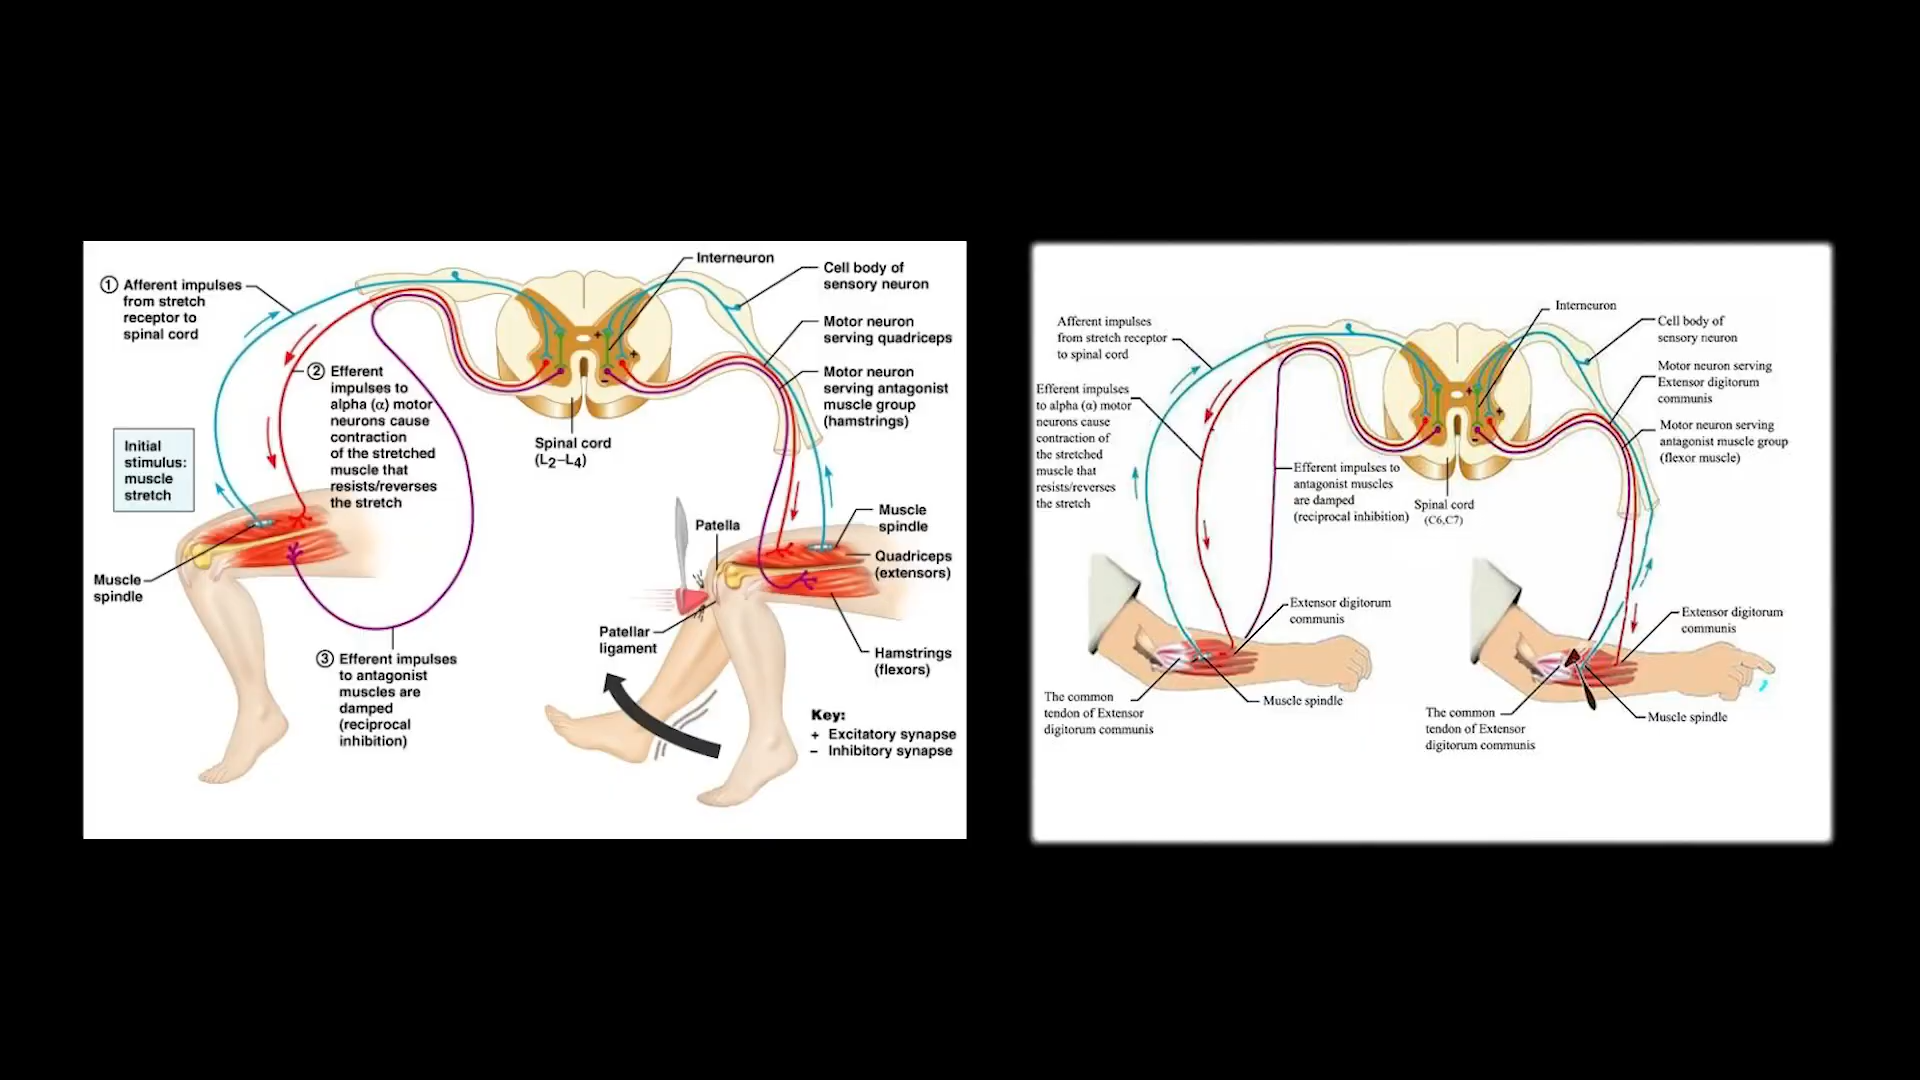 ① Afferent impulses
from stretch
receptor to
spinal cord
② Efferent
impulses to
alpha (α) motor
neurons cause
contraction
of the stretched
muscle that
resists/reverses
the stretch
Initial
stimulus:
muscle
stretch
Muscle
spindle
③ Efferent impulses
to antagonist
muscles are
damped
(reciprocal
inhibition)
Interneuron
Cell body of
sensory neuron
Motor neuron
serving quadriceps
Motor neuron
serving antagonist
muscle group
(hamstrings)
Spinal cord
(L2–L4)
+
+
–
Patella
Muscle
spindle
Quadriceps
(extensors)
Patellar
ligament
Hamstrings
(flexors)
Key:
+ Excitatory synapse
– Inhibitory synapse
Afferent impulses
from stretch receptor
to spinal cord
Efferent impulses
to alpha (α) motor
neurons cause
contraction of
the stretched
muscle that
resists/reverses
the stretch
Interneuron
Cell body of
sensory neuron
Motor neuron serving
Extensor digitorum
communis
Motor neuron serving
antagonist muscle group
(flexor muscle)
Efferent impulses to
antagonist muscles
are damped
(reciprocal inhibition)
Spinal cord
(C6,C7)
+
+
–
Extensor digitorum
communis
The common
tendon of Extensor
digitorum communis
Muscle spindle
Extensor digitorum
communis
The common
tendon of Extensor
digitorum communis
Muscle spindle